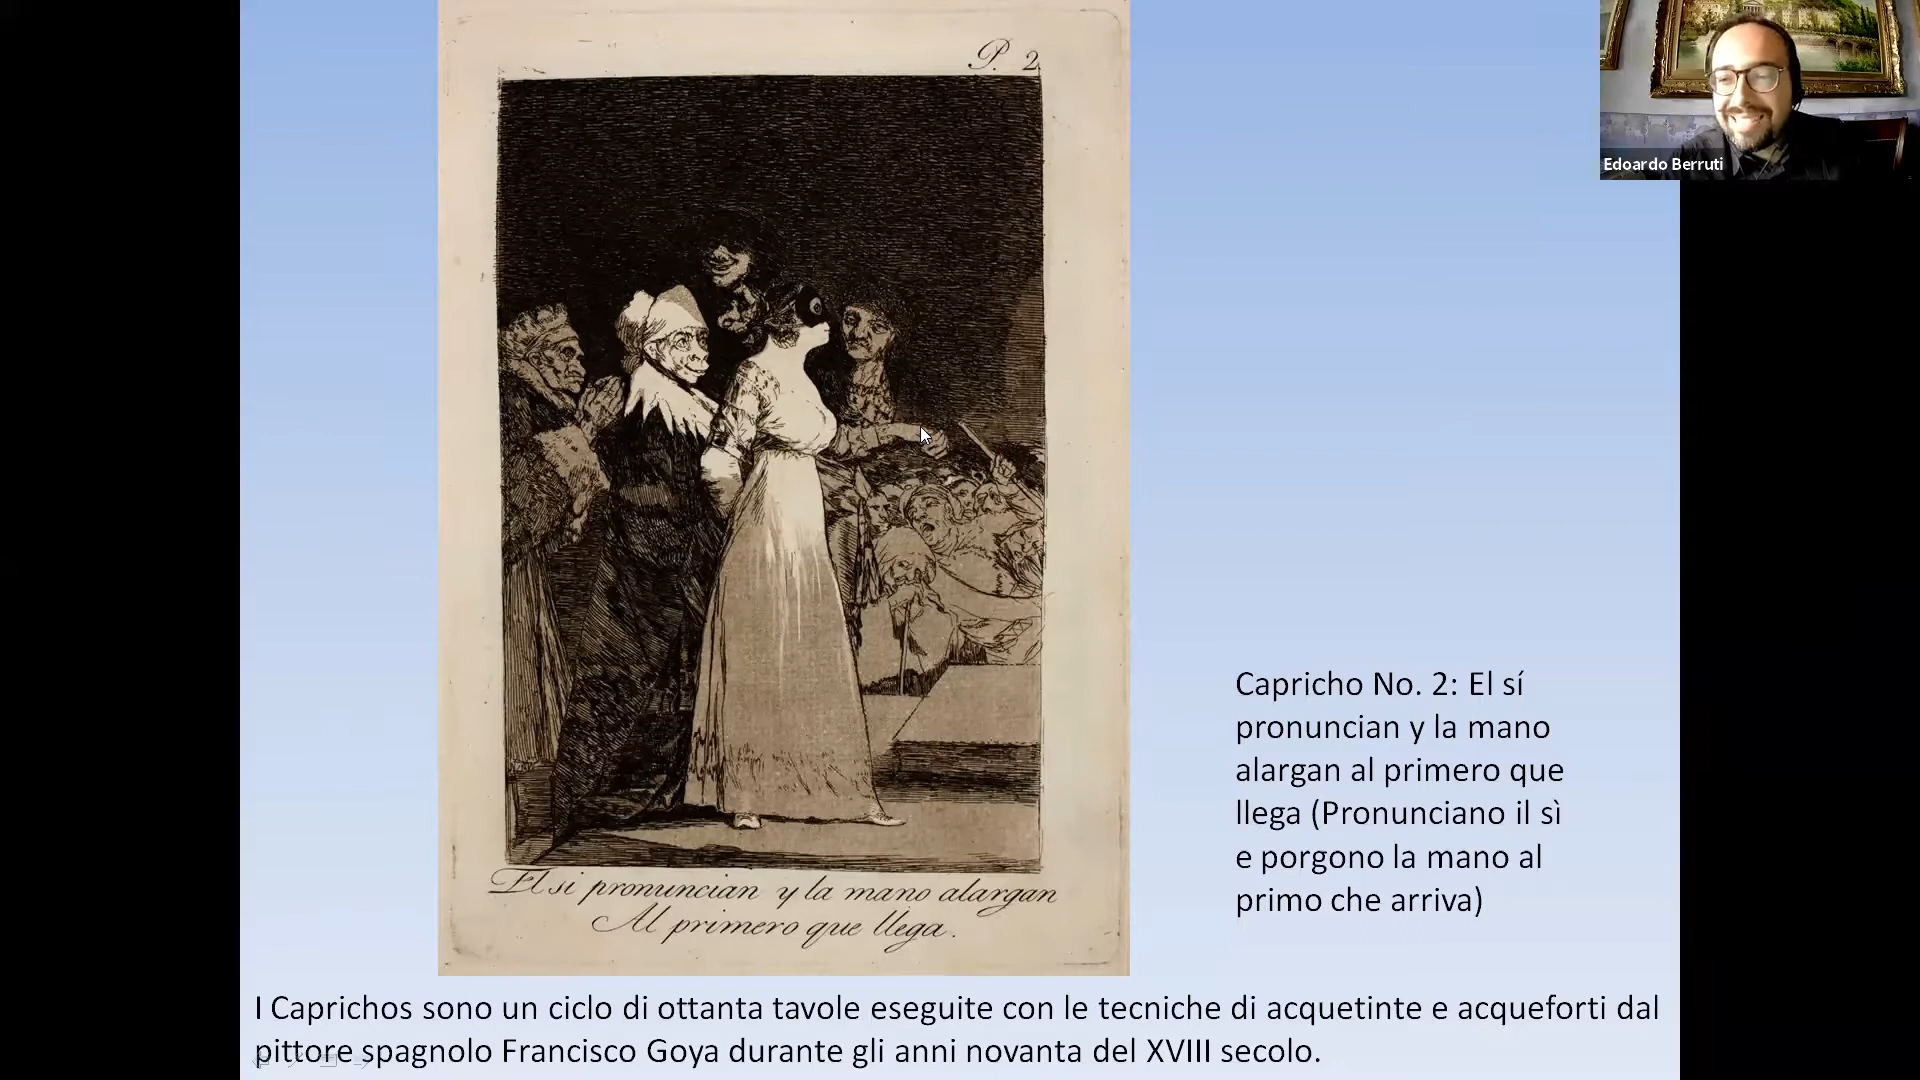 P. 2
Edoardo Berruti
El si pronuncian y la mano alargan
Al primero que llega.
Capricho No. 2: El sí
pronuncian y la mano
alargan al primero que
llega (Pronunciano il sì
e porgono la mano al
primo che arriva)
I Caprichos sono un ciclo di ottanta tavole eseguite con le tecniche di acquetinte e acqueforti dal
pittore spagnolo Francisco Goya durante gli anni novanta del XVIII secolo.